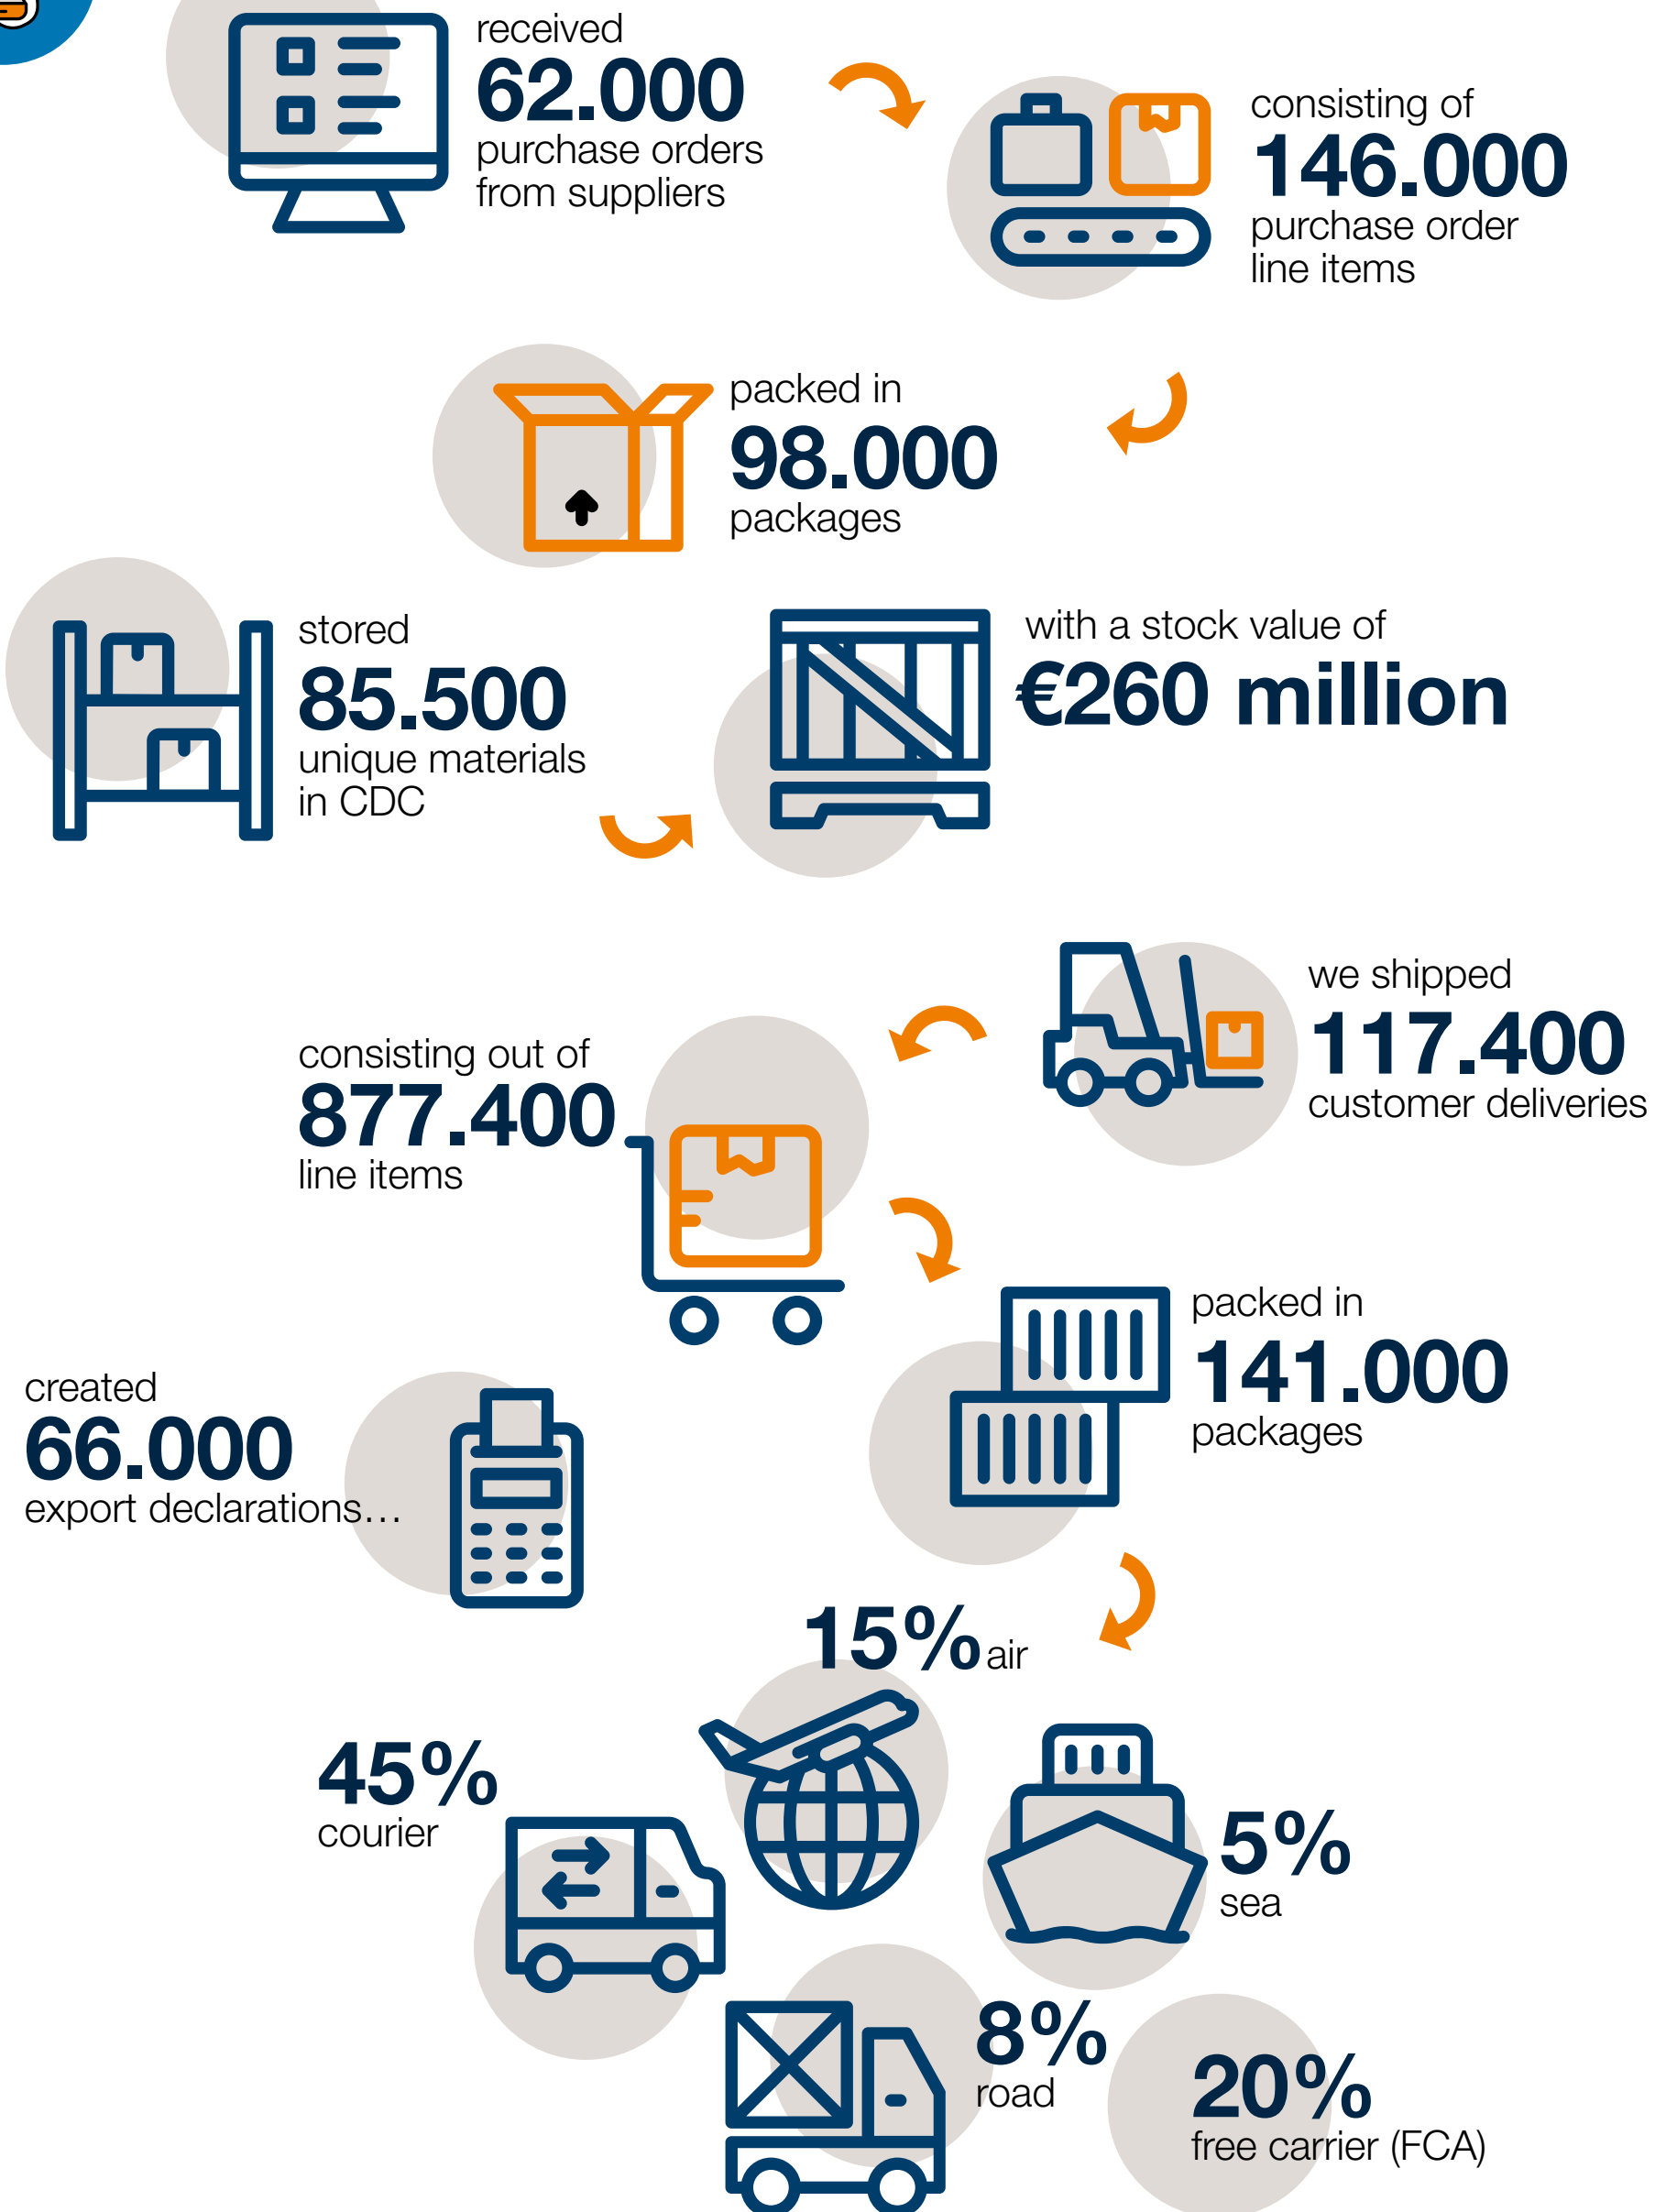 received
62.000
purchase orders
from suppliers
consisting of
146.000
purchase order
line items
packed in
98.000
packages
stored
85.500
unique materials
in CDC
with a stock value of
€260 million
we shipped
117.400
customer deliveries
consisting out of
877.400
line items
packed in
141.000
packages
created
66.000
export declarations…
15% air
45%
courier
5%
sea
8%
road
20%
free carrier (FCA)